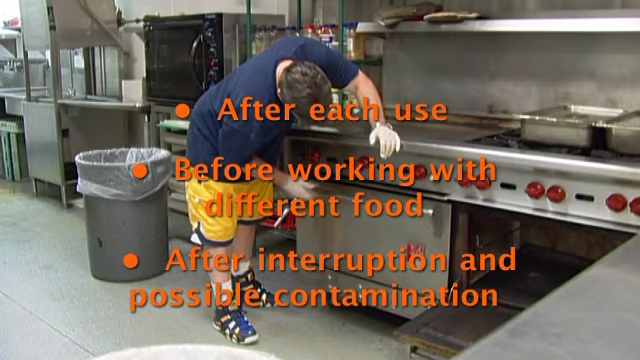 ● After each use
● Before working with
different food
● After interruption and
possible contamination